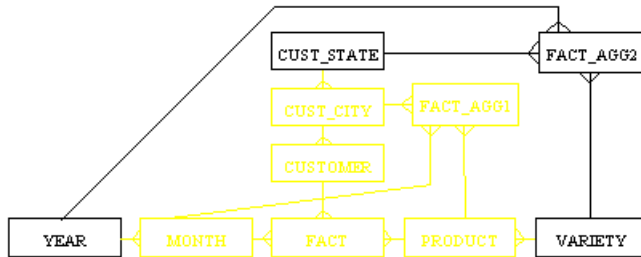 CUST_STATE
FACT_AGG2
CUST_CITY
FACT_AGG1
CUSTOMER
YEAR
MONTH
FACT
PRODUCT
VARIETY